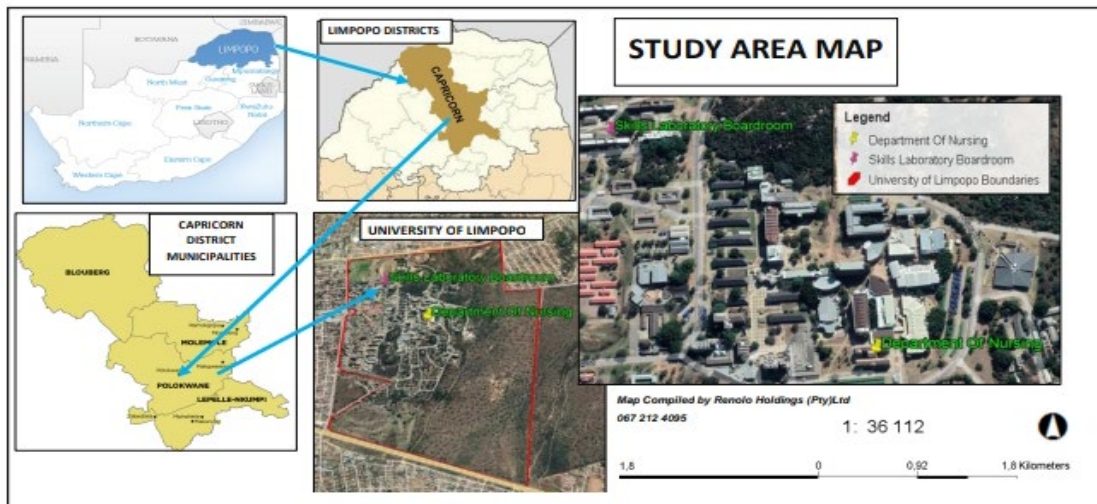 ZIMBABWE
BOTSWANA
NAMIBIA
LIMPOPO
North West
Gauteng
Mpumalanga
Free State
KwaZulu
Natal
LESOTHO
Northern Cape
Eastern Cape
Western Cape
LIMPOPO DISTRICTS
CAPRICORN
STUDY AREA MAP
Skills Laboratory Boardroom
Legend
Department Of Nursing
Skills Laboratory Boardroom
University of Limpopo Boundaries
Department Of Nursing
CAPRICORN
DISTRICT
MUNICIPALITIES
BLOUBERG
MOLEMOLE
POLOKWANE
LEPELLE-NKUMPI
UNIVERSITY OF LIMPOPO
Skills Laboratory Boardroom
Department Of Nursing
Map Compiled by Renolo Holdings (Pty)Ltd
067 212 4095
1: 36 112
1,8 0 0,92 1,8 Kilometers